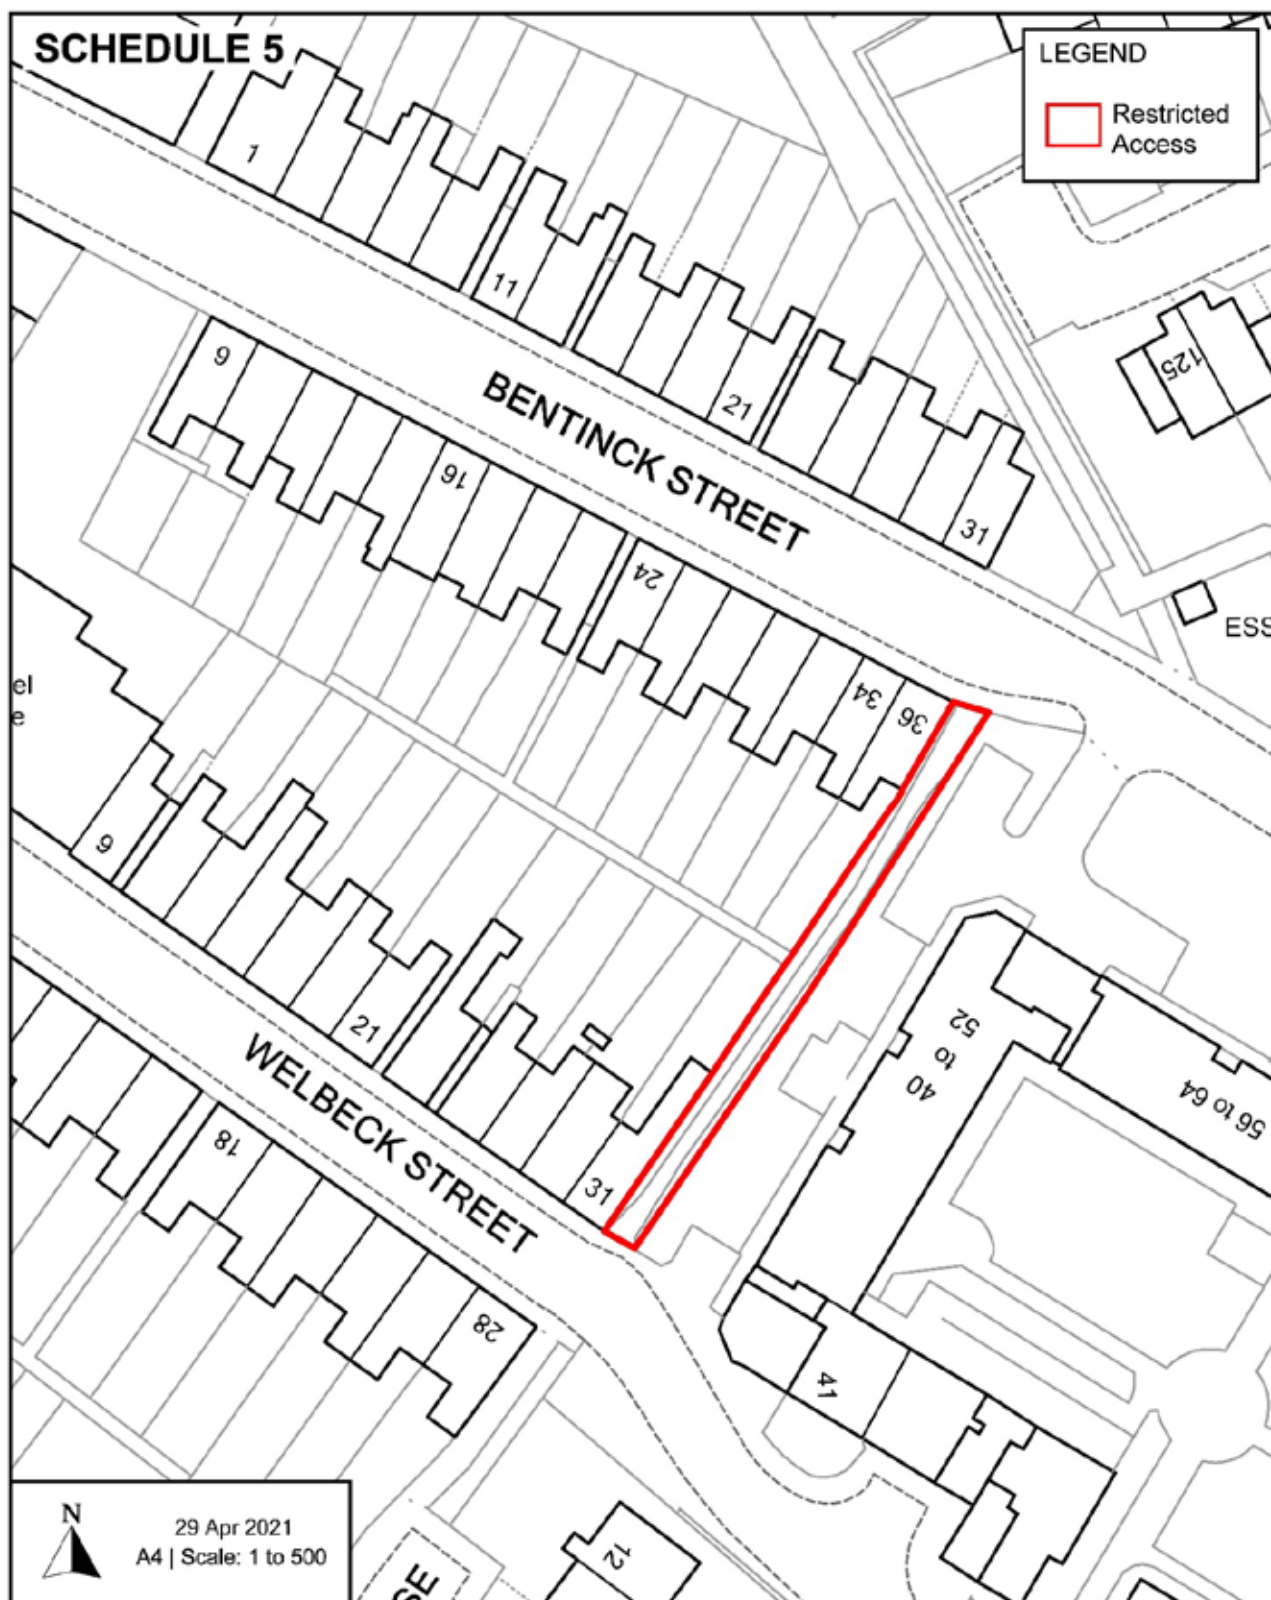 SCHEDULE 5
LEGEND
Restricted
Access
1
11
21
31
125
ESS
BENTINCK STREET
9
16
24
34
36
el
e
9
21
31
WELBECK STREET
18
28
40
to
52
56 to 64
41
12
SE
N
29 Apr 2021
A4 | Scale: 1 to 500